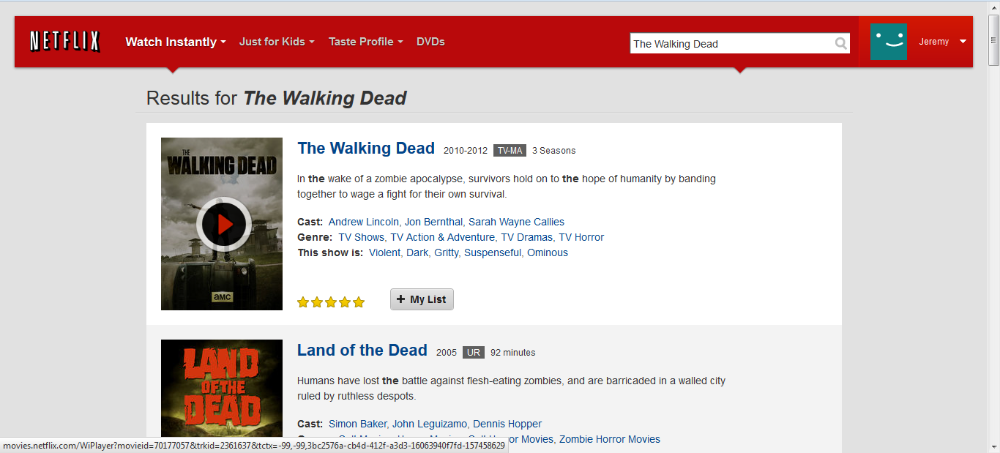 NETFLIX
Watch Instantly Just for Kids Taste Profile DVDs
The Walking Dead
Jeremy
Results for The Walking Dead
THE
WALKING DEAD
aMC
The Walking Dead 2010-2012 TV-MA 3 Seasons
In the wake of a zombie apocalypse, survivors hold on to the hope of humanity by banding
together to wage a fight for their own survival.
Cast: Andrew Lincoln, Jon Bernthal, Sarah Wayne Callies
Genre: TV Shows, TV Action & Adventure, TV Dramas, TV Horror
This show is: Violent, Dark, Gritty, Suspenseful, Ominous
+ My List
LAND
OF THE
DEAD
Land of the Dead 2005 UR 92 minutes
Humans have lost the battle against flesh-eating zombies, and are barricaded in a walled city
ruled by ruthless despots.
Cast: Simon Baker, John Leguizamo, Dennis Hopper
Movies, Zombie Horror Movies
movies.netflix.com/WiPlayer?movieid=70177057&trkid=2361637&tctx=-99,-99,3bc2576a-cb4d-412f-a3d3-16063940f7fd-157458629